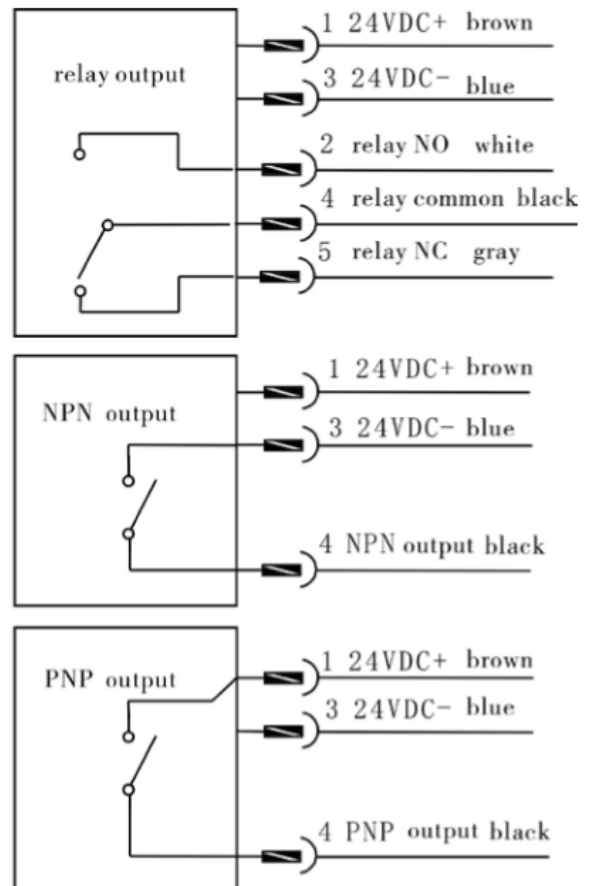 relay output
1 24VDC+ brown
3 24VDC- blue
2 relay NO white
4 relay common black
5 relay NC gray
NPN output
1 24VDC+ brown
3 24VDC- blue
4 NPN output black
PNP output
1 24VDC+ brown
3 24VDC- blue
4 PNP output black